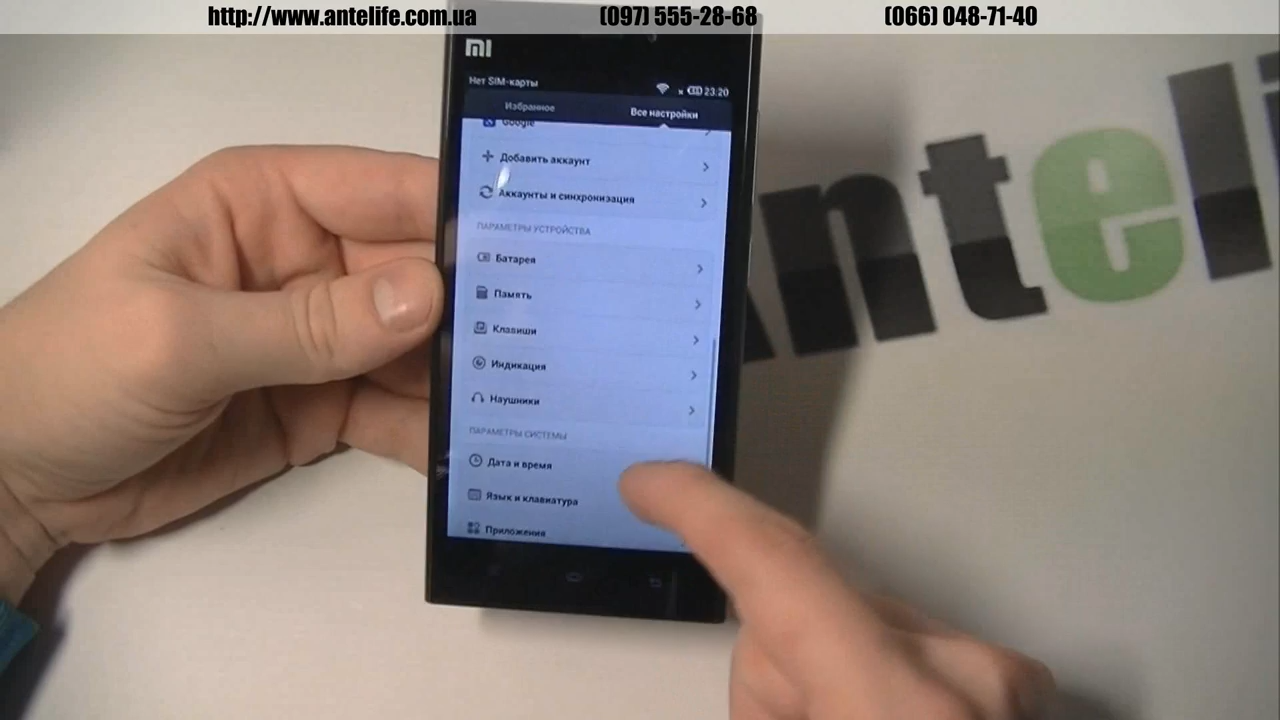 http://www.antelife.com.ua (097) 555-28-68 (066) 048-71-40
mi
Нет SIM-карты 23:20
Избранное Все настройки
Google
Добавить аккаунт
Аккаунты и синхронизация
ПАРАМЕТРЫ УСТРОЙСТВА
Батарея
Память
Клавиши
Индикация
Наушники
ПАРАМЕТРЫ СИСТЕМЫ
Дата и время
Язык и клавиатура
Приложения
Anteli